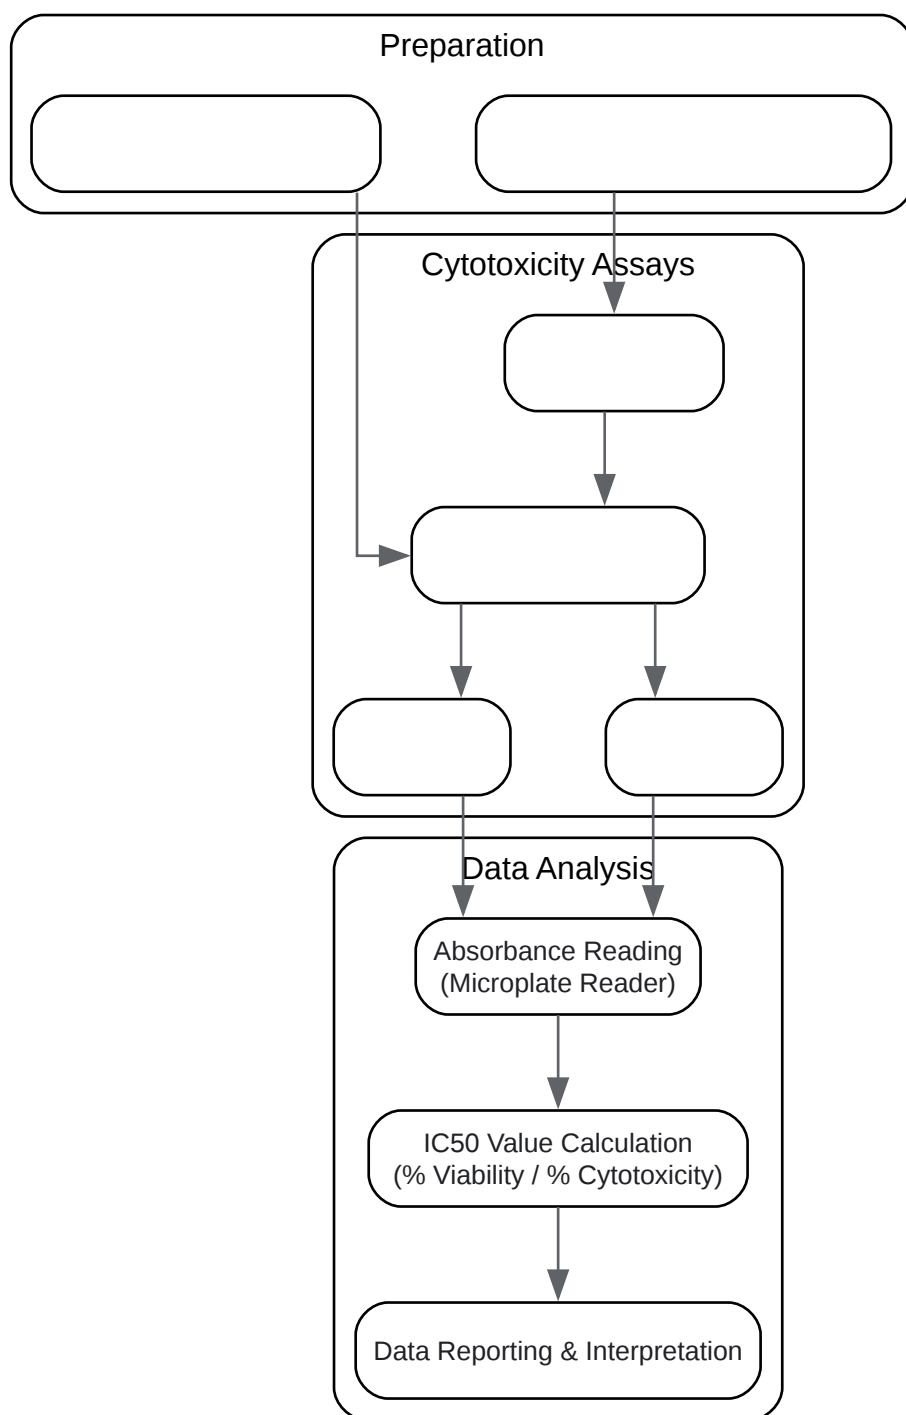 Preparation
Cytotoxicity Assays
Data Analysis
Absorbance Reading
(Microplate Reader)
IC50 Value Calculation
(% Viability / % Cytotoxicity)
Data Reporting & Interpretation